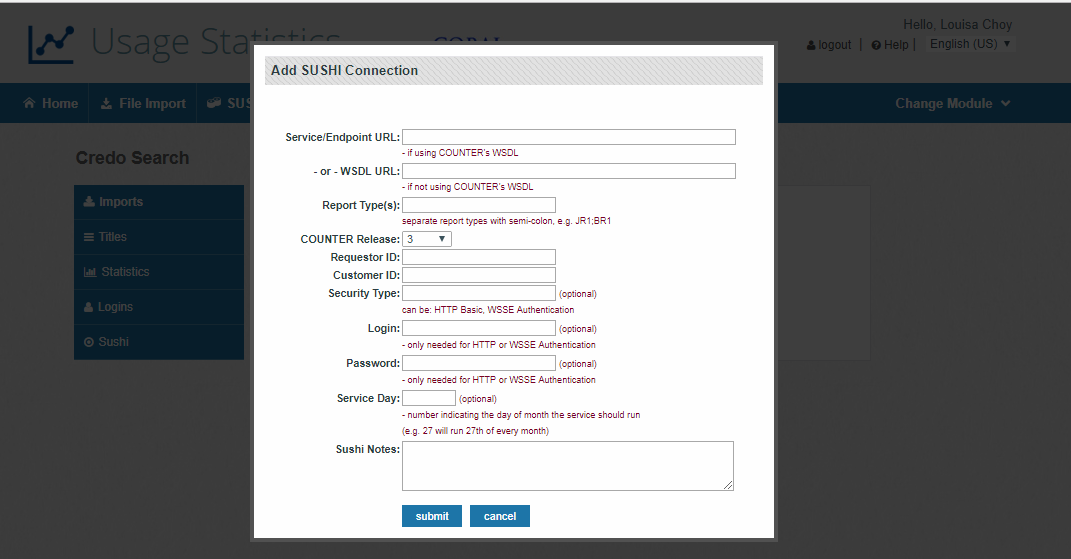 Hello, Louisa Choy
Usage Statistics
logout | Help | English (US) ▼
Home
File Import
Change Module
Add SUSHI Connection
Credo Search
Imports
Titles
Statistics
Logins
Sushi
Service/Endpoint URL:
- if using COUNTER's WSDL
- or - WSDL URL:
- if not using COUNTER's WSDL
Report Type(s):
separate report types with semi-colon, e.g. JR1;BR1
COUNTER Release: 3 ▼
Requestor ID:
Customer ID:
Security Type: (optional)
can be: HTTP Basic, WSSE Authentication
Login: (optional)
- only needed for HTTP or WSSE Authentication
Password: (optional)
- only needed for HTTP or WSSE Authentication
Service Day: (optional)
- number indicating the day of month the service should run
(e.g. 27 will run 27th of every month)
Sushi Notes:
submit cancel